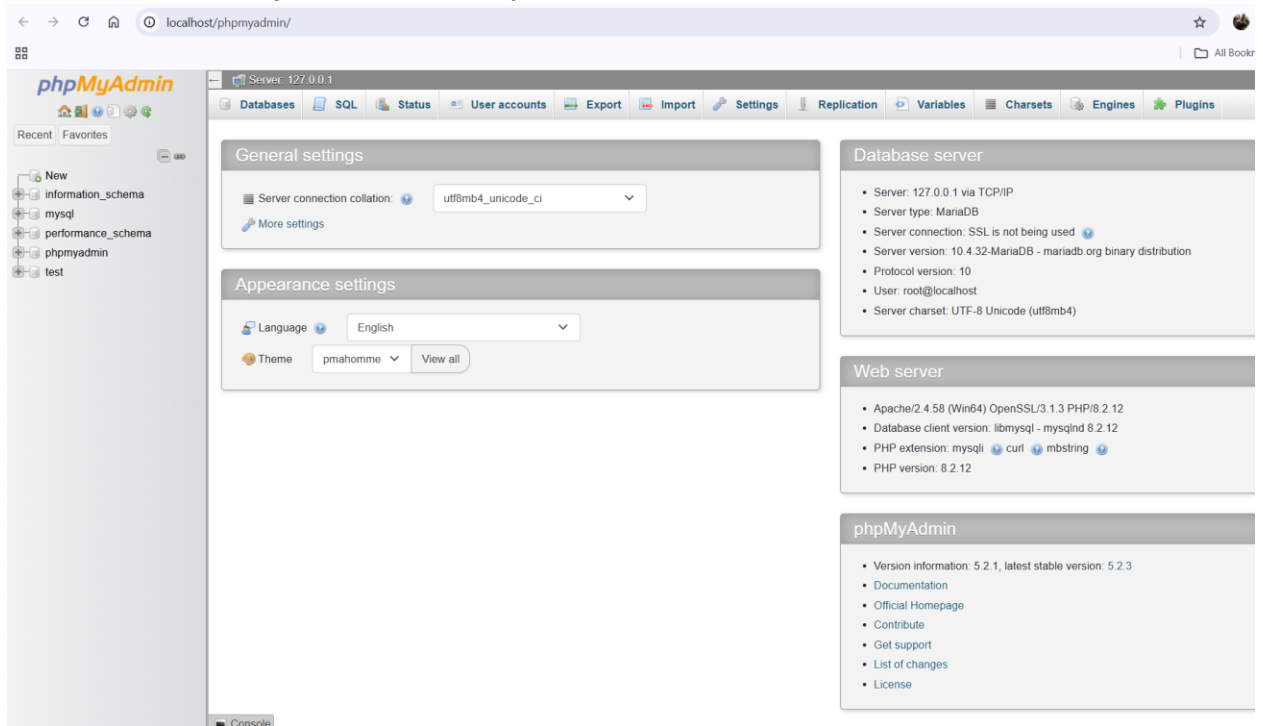 localhost/phpmyadmin/
All Bookr
phpMyAdmin
Recent Favorites
New
information_schema
mysql
performance_schema
phpmyadmin
test
Server: 127.0.0.1
Databases SQL Status User accounts Export Import Settings Replication Variables Charsets Engines Plugins
General settings
Server connection collation: utf8mb4_unicode_ci
More settings
Appearance settings
Language English
Theme pmahomme View all
Database server
• Server: 127.0.0.1 via TCP/IP
• Server type: MariaDB
• Server connection: SSL is not being used
• Server version: 10.4.32-MariaDB - mariadb.org binary distribution
• Protocol version: 10
• User: root@localhost
• Server charset: UTF-8 Unicode (utf8mb4)
Web server
• Apache/2.4.58 (Win64) OpenSSL/3.1.3 PHP/8.2.12
• Database client version: libmysql - mysqlnd 8.2.12
• PHP extension: mysqli curl mbstring
• PHP version: 8.2.12
phpMyAdmin
• Version information: 5.2.1, latest stable version: 5.2.3
• Documentation
• Official Homepage
• Contribute
• Get support
• List of changes
• License
Console